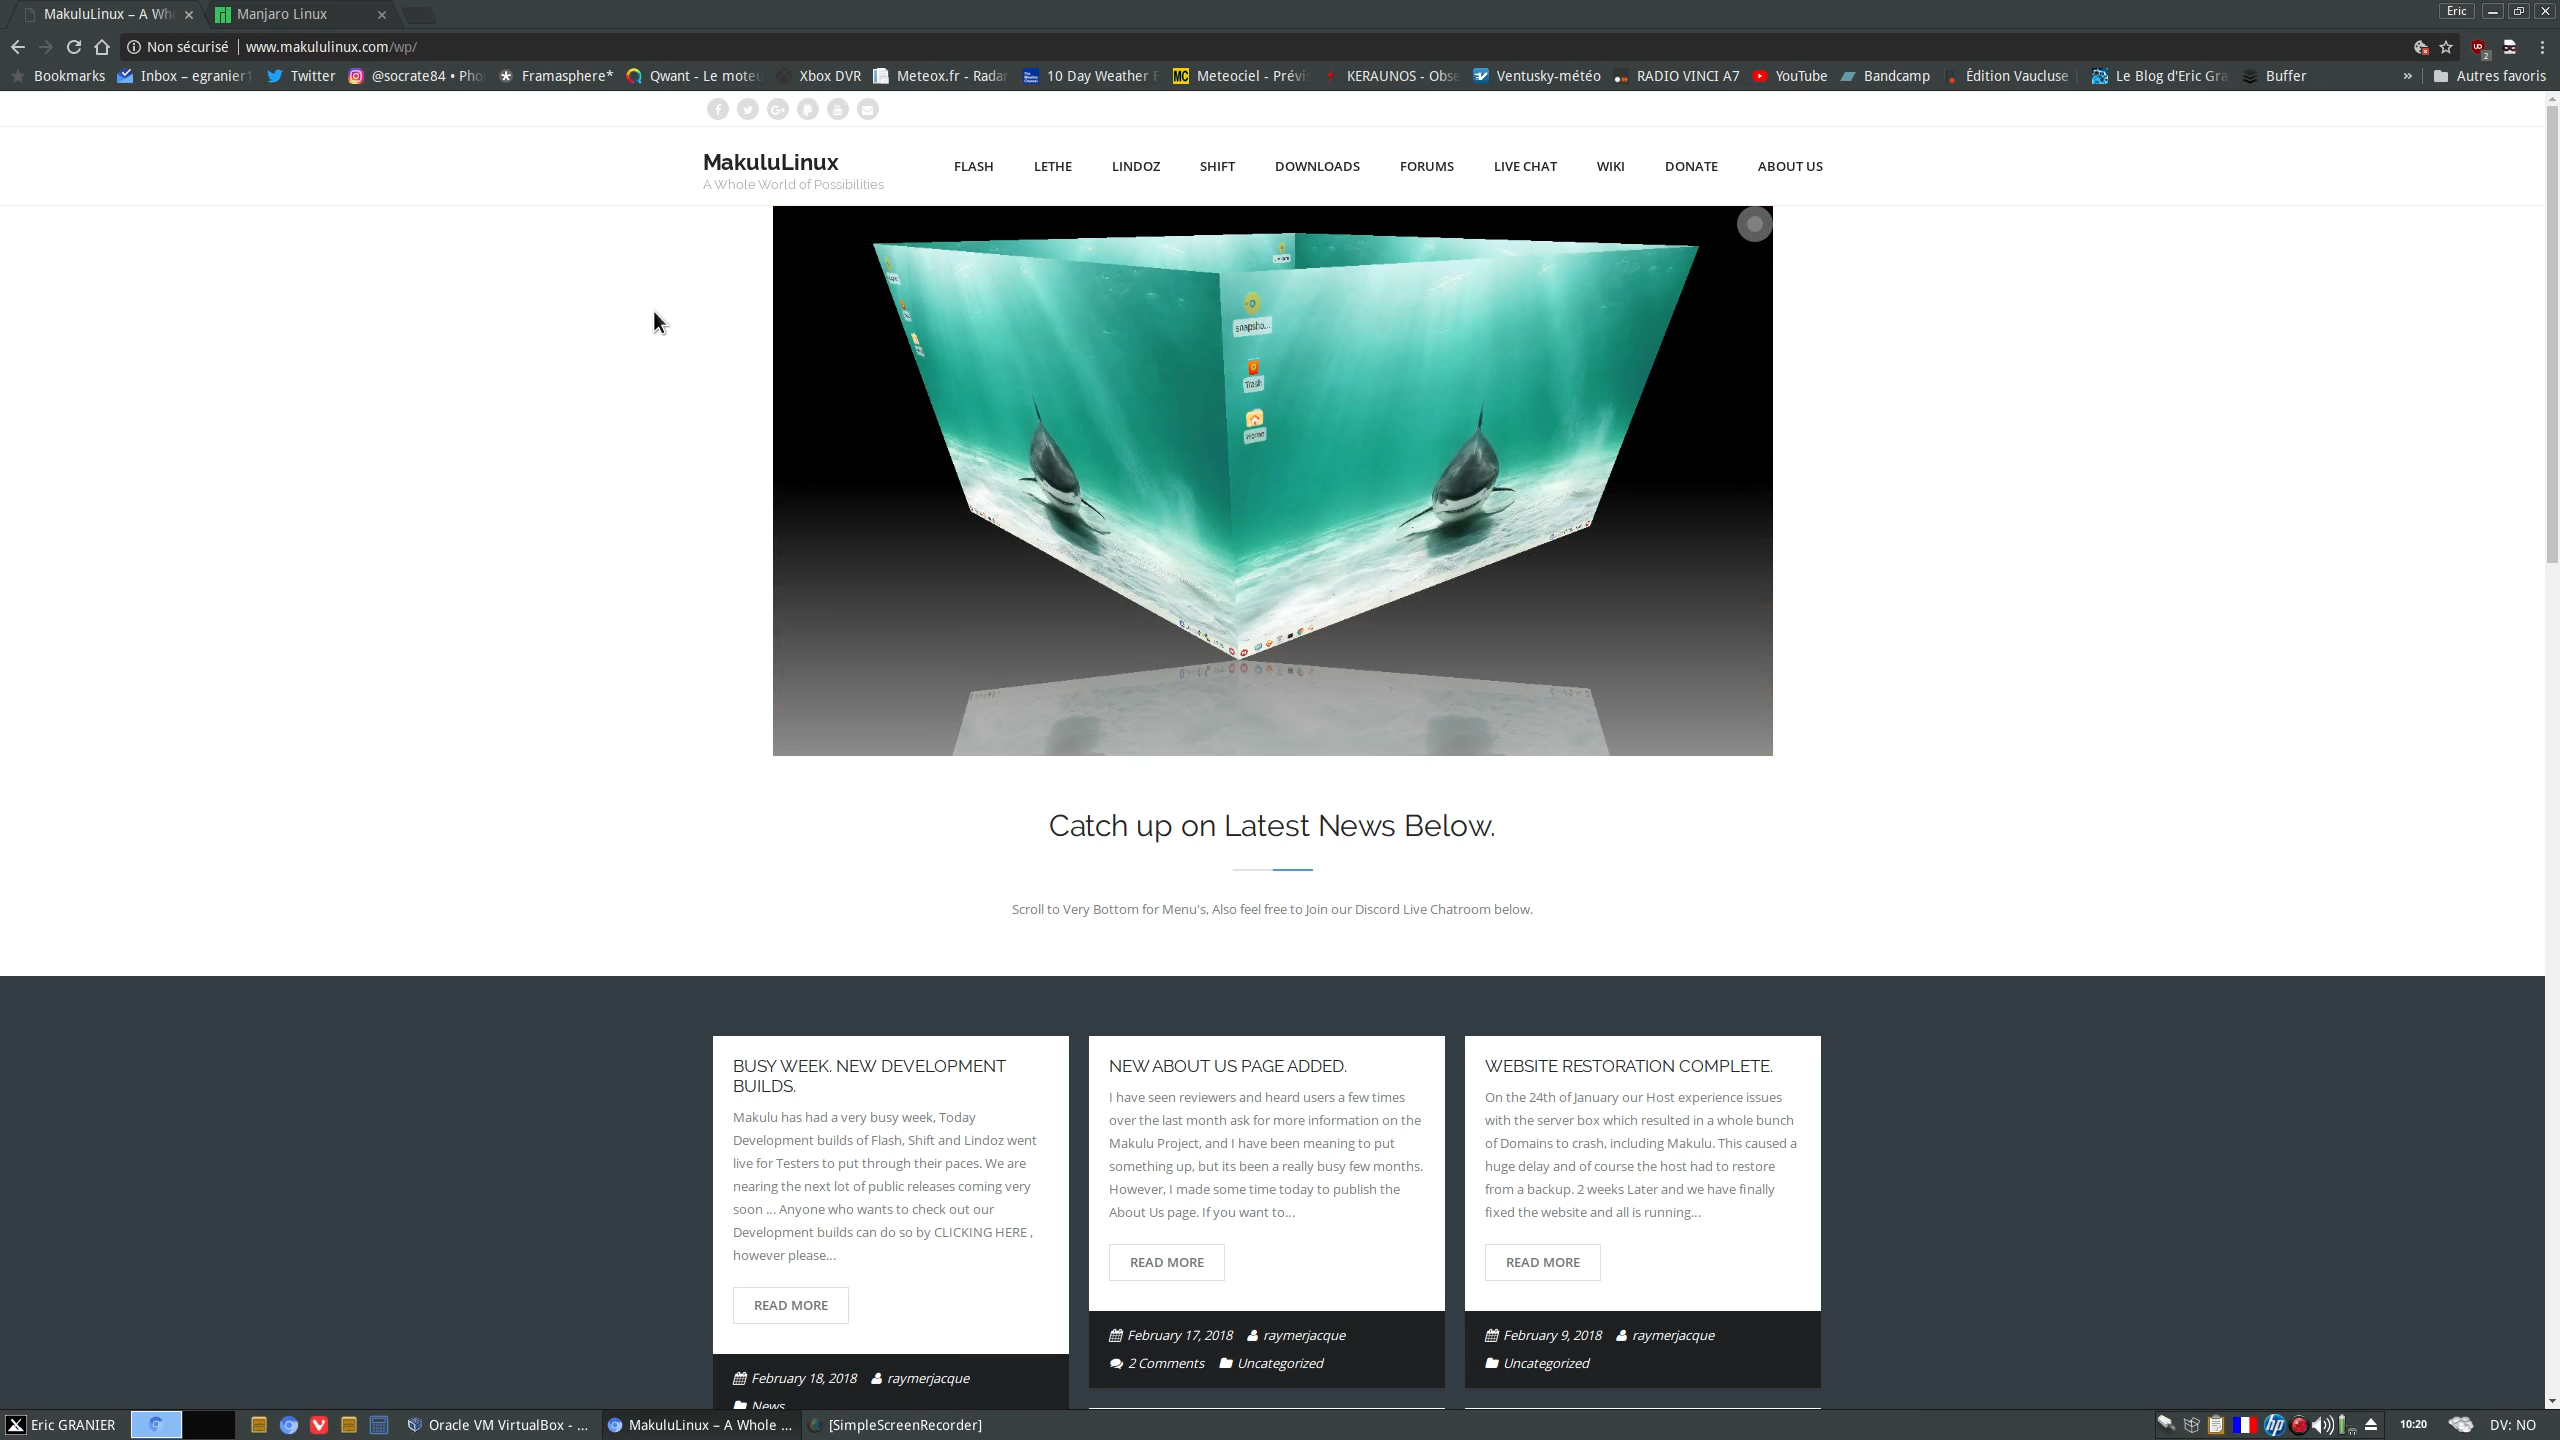 MakuluLinux – A Wh
Manjaro Linux
Eric
Non sécurisé
www.makululinux.com/wp/
Bookmarks
Inbox – egranier1
Twitter
@socrate84 • Pho
Framasphere*
Qwant - Le moteu
Xbox DVR
Meteox.fr - Radar
10 Day Weather F
Meteociel - Prévis
KERAUNOS - Obse
Ventusky-météo
RADIO VINCI A7
YouTube
Bandcamp
Édition Vaucluse
Le Blog d'Eric Gra
Buffer
»
Autres favoris
MakuluLinux
A Whole World of Possibilities
FLASH
LETHE
LINDOZ
SHIFT
DOWNLOADS
FORUMS
LIVE CHAT
WIKI
DONATE
ABOUT US
snapsho...
Trash
Home
Catch up on Latest News Below.
Scroll to Very Bottom for Menu's, Also feel free to Join our Discord Live Chatroom below.
BUSY WEEK. NEW DEVELOPMENT
BUILDS.
Makulu has had a very busy week, Today
Development builds of Flash, Shift and Lindoz went
live for Testers to put through their paces. We are
nearing the next lot of public releases coming very
soon ... Anyone who wants to check out our
Development builds can do so by CLICKING HERE ,
however please...
READ MORE
February 18, 2018 raymerjacque
News
NEW ABOUT US PAGE ADDED.
I have seen reviewers and heard users a few times
over the last month ask for more information on the
Makulu Project, and I have been meaning to put
something up, but its been a really busy few months.
However, I made some time today to publish the
About Us page. If you want to...
READ MORE
February 17, 2018 raymerjacque
2 Comments Uncategorized
WEBSITE RESTORATION COMPLETE.
On the 24th of January our Host experience issues
with the server box which resulted in a whole bunch
of Domains to crash, including Makulu. This caused a
huge delay and of course the host had to restore
from a backup. 2 weeks Later and we have finally
fixed the website and all is running...
READ MORE
February 9, 2018 raymerjacque
Uncategorized
Eric GRANIER
Oracle VM VirtualBox - ...
MakuluLinux – A Whole ...
[SimpleScreenRecorder]
hp
10:20
DV: NO